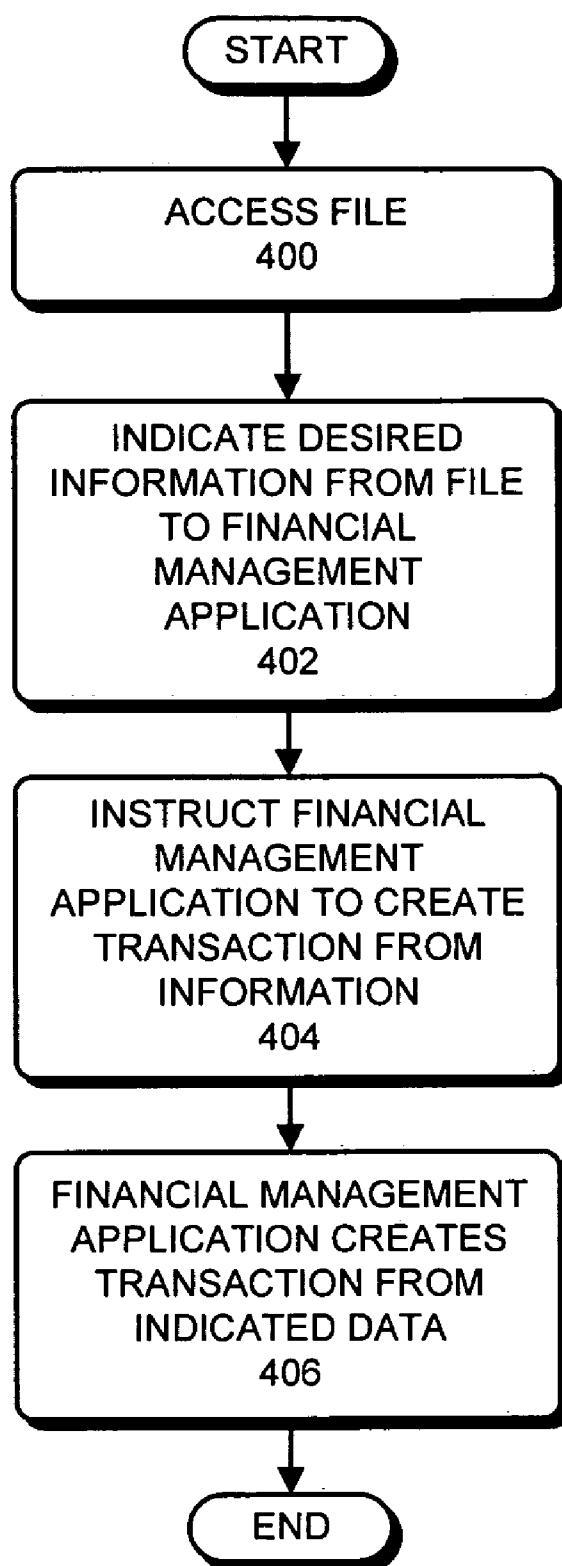 START
ACCESS FILE
400
INDICATE DESIRED
INFORMATION FROM FILE
TO FINANCIAL
MANAGEMENT
APPLICATION
402
INSTRUCT FINANCIAL
MANAGEMENT
APPLICATION TO CREATE
TRANSACTION FROM
INFORMATION
404
FINANCIAL MANAGEMENT
APPLICATION CREATES
TRANSACTION FROM
INDICATED DATA
406
END